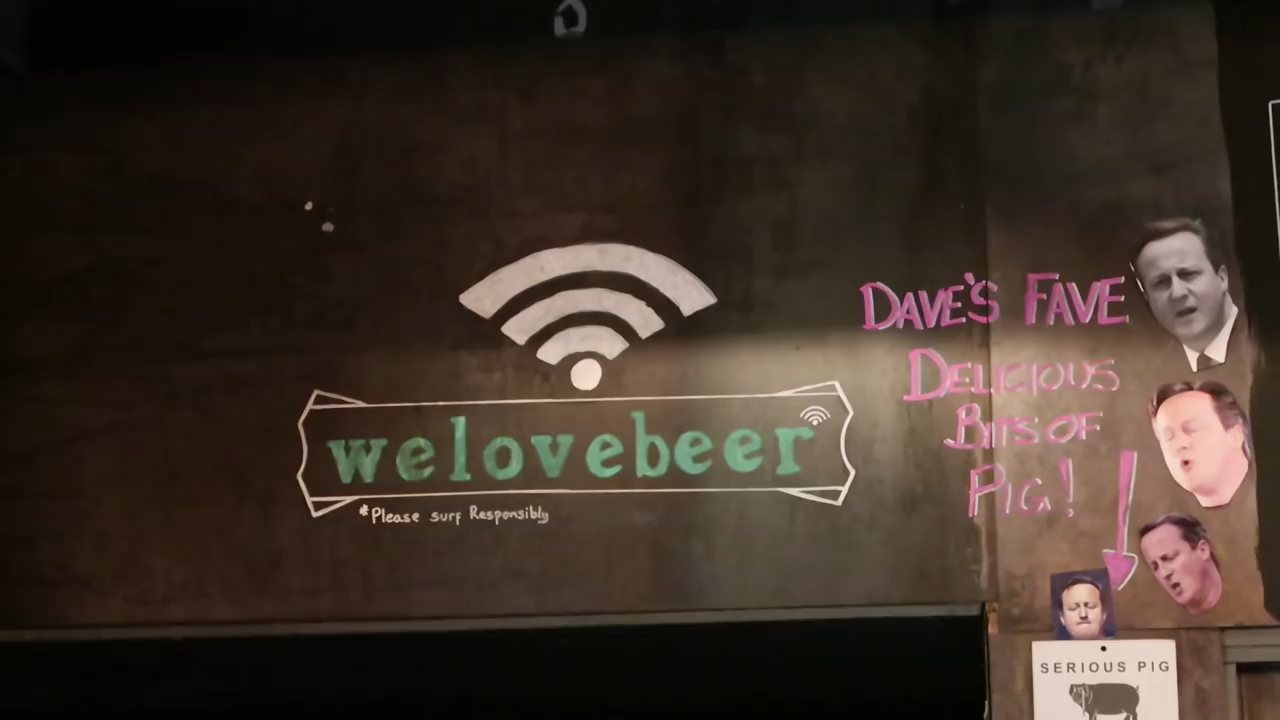 welovebeer
*Please surf Responsibly
DAVE'S FAVE
DELICIOUS
BITS OF
PIG!
SERIOUS PIG